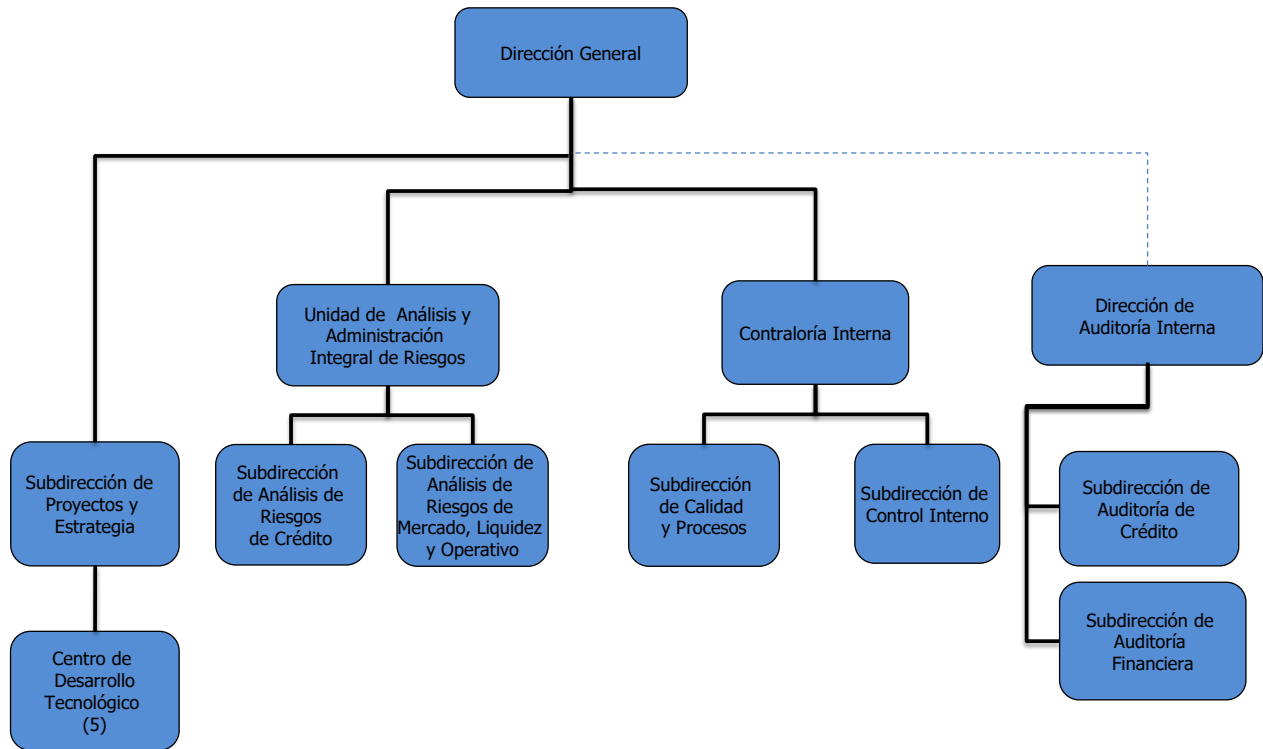 Dirección General
Unidad de Análisis y
Administración
Integral de Riesgos
Contraloría Interna
Dirección de
Auditoría Interna
Subdirección de
Proyectos y
Estrategia
Subdirección
de Análisis de
Riesgos
de Crédito
Subdirección de
Análisis de
Riesgos de
Mercado, Liquidez
y Operativo
Subdirección
de Calidad
y Procesos
Subdirección de
Control Interno
Subdirección de
Auditoría de
Crédito
Subdirección de
Auditoría
Financiera
Centro de
Desarrollo
Tecnológico
(5)